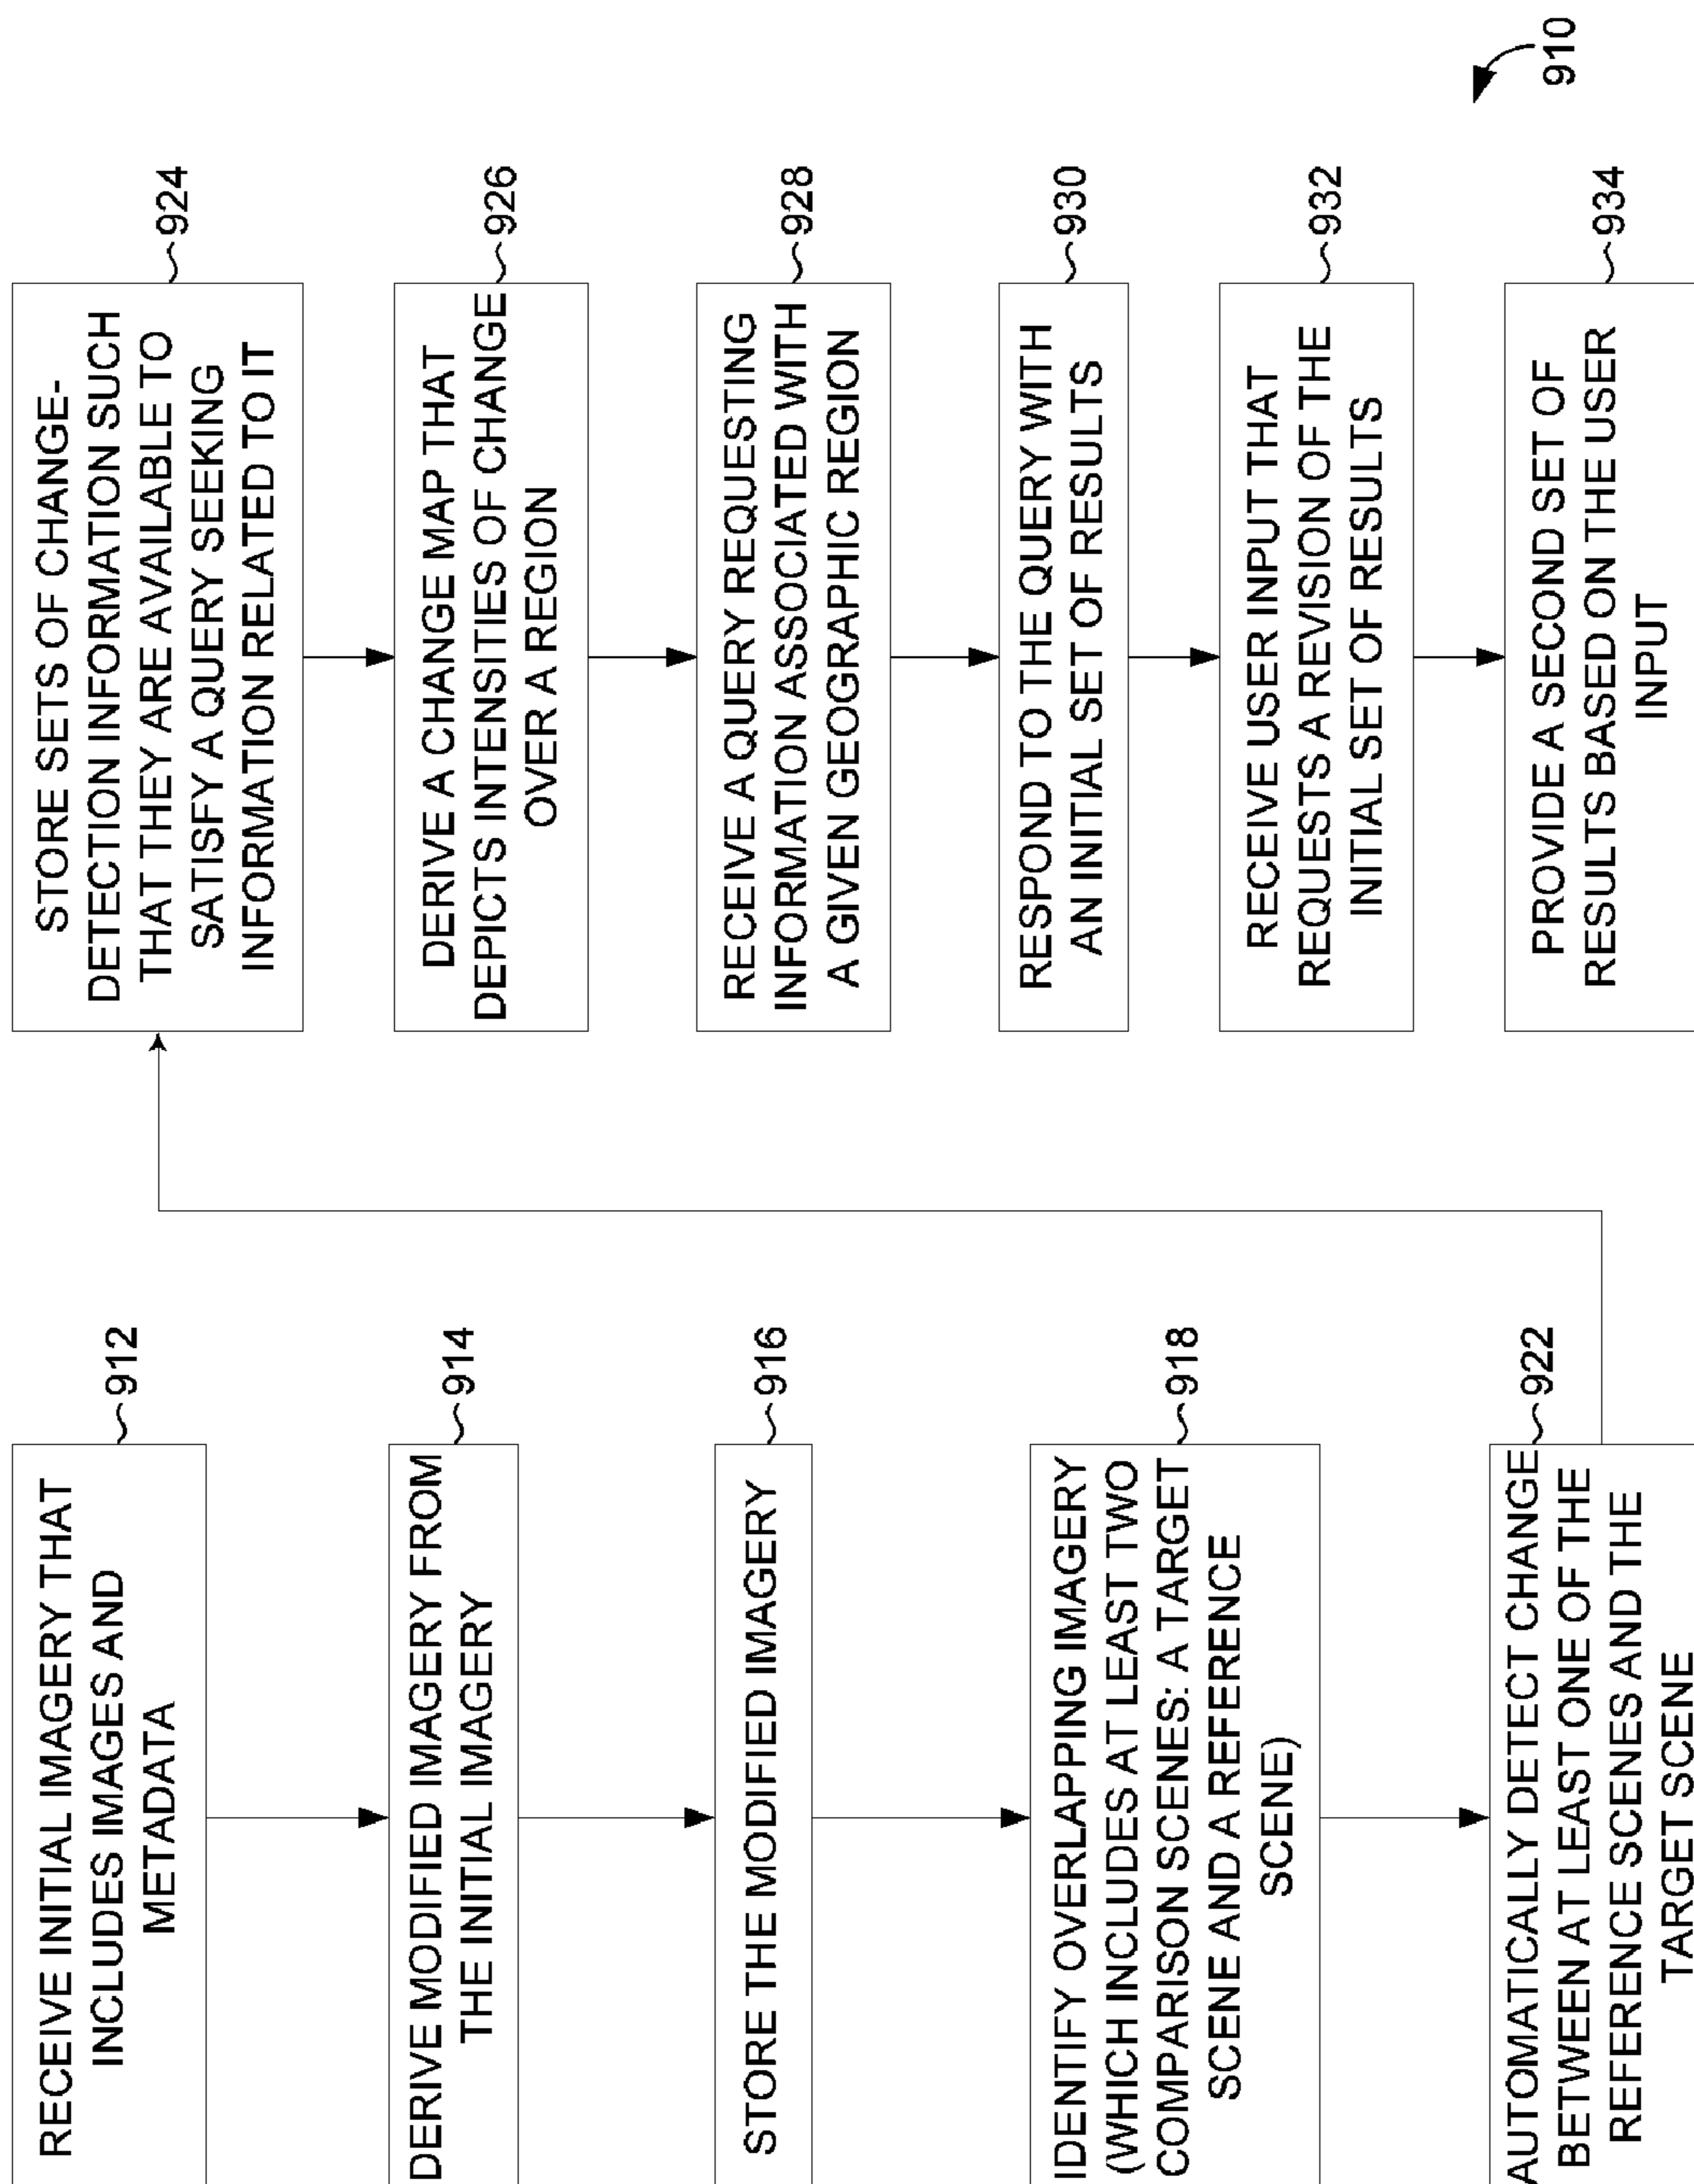 RECEIVE INITIAL IMAGERY THAT
INCLUDES IMAGES AND
METADATA
912
DERIVE MODIFIED IMAGERY FROM
THE INITIAL IMAGERY
914
STORE THE MODIFIED IMAGERY
916
IDENTIFY OVERLAPPING IMAGERY
(WHICH INCLUDES AT LEAST TWO
COMPARISON SCENES: A TARGET
SCENE AND A REFERENCE
SCENE)
918
AUTOMATICALLY DETECT CHANGE
BETWEEN AT LEAST ONE OF THE
REFERENCE SCENES AND THE
TARGET SCENE
922
STORE SETS OF CHANGE-
DETECTION INFORMATION SUCH
THAT THEY ARE AVAILABLE TO
SATISFY A QUERY SEEKING
INFORMATION RELATED TO IT
924
DERIVE A CHANGE MAP THAT
DEPICTS INTENSITIES OF CHANGE
OVER A REGION
926
RECEIVE A QUERY REQUESTING
INFORMATION ASSOCIATED WITH
A GIVEN GEOGRAPHIC REGION
928
RESPOND TO THE QUERY WITH
AN INITIAL SET OF RESULTS
930
RECEIVE USER INPUT THAT
REQUESTS A REVISION OF THE
INITIAL SET OF RESULTS
932
PROVIDE A SECOND SET OF
RESULTS BASED ON THE USER
INPUT
934
910